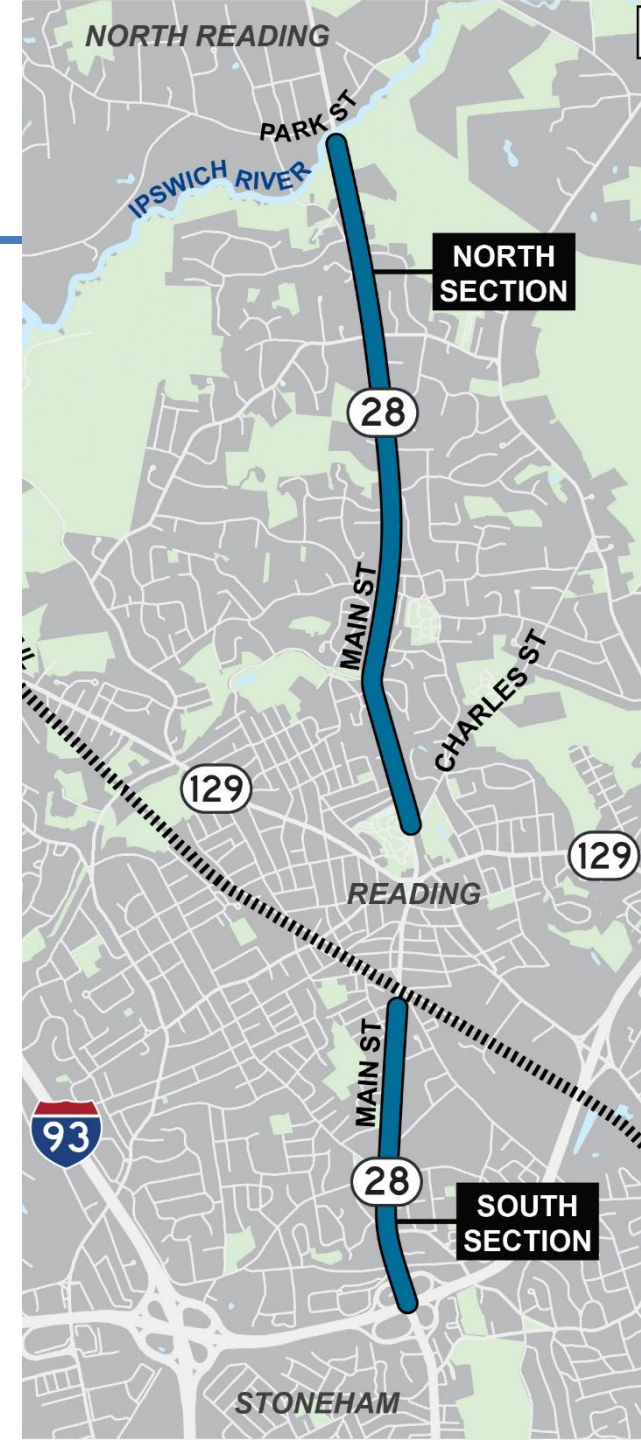 NORTH READING
PARK ST
IPSWICH RIVER
NORTH
SECTION
28
MAIN ST
CHARLES ST
129
129
READING
MAIN ST
93
28
SOUTH
SECTION
STONEHAM